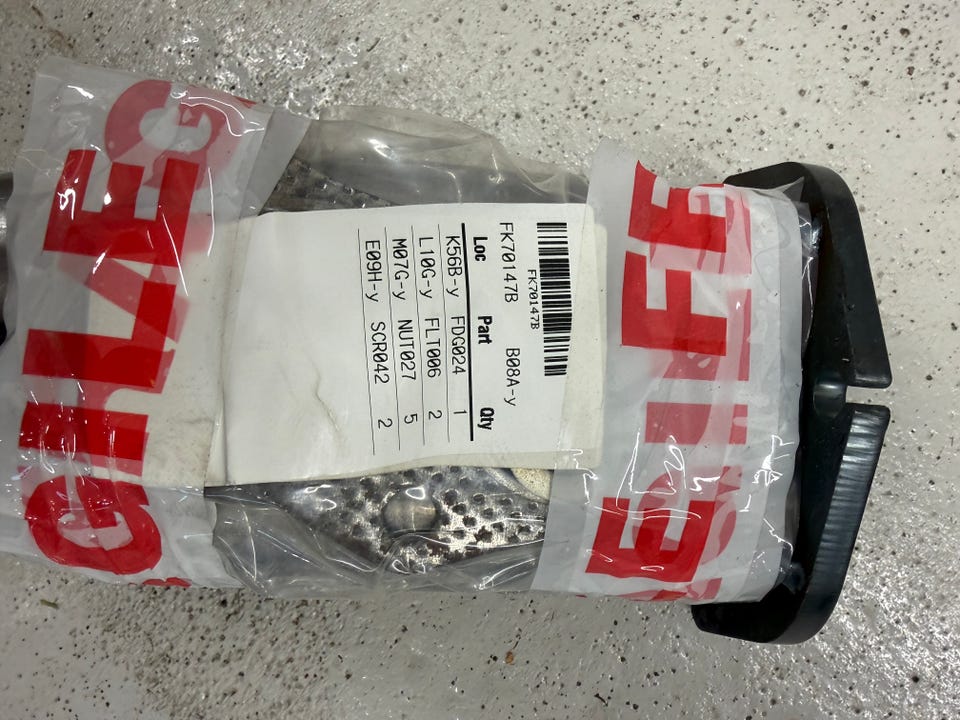 FK70147B
FK70147B B08A-y
Loc Part Qty
K56B-y FDG024 1
L10G-y FLT006 2
M07G-y NUT027 5
E09H-y SCR042 2